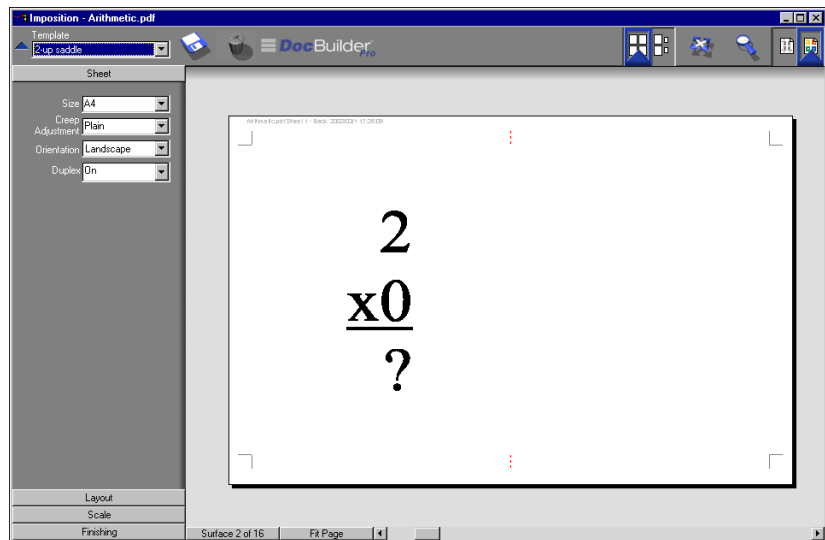 Imposition - Arithmetic.pdf
Template
2-up saddle
DocBuilder Pro
Sheet
Size A4
Creep Adjustment Plain
Orientation Landscape
Duplex On
2
x0
?
Layout
Scale
Finishing
Surface 2 of 16
Fit Page